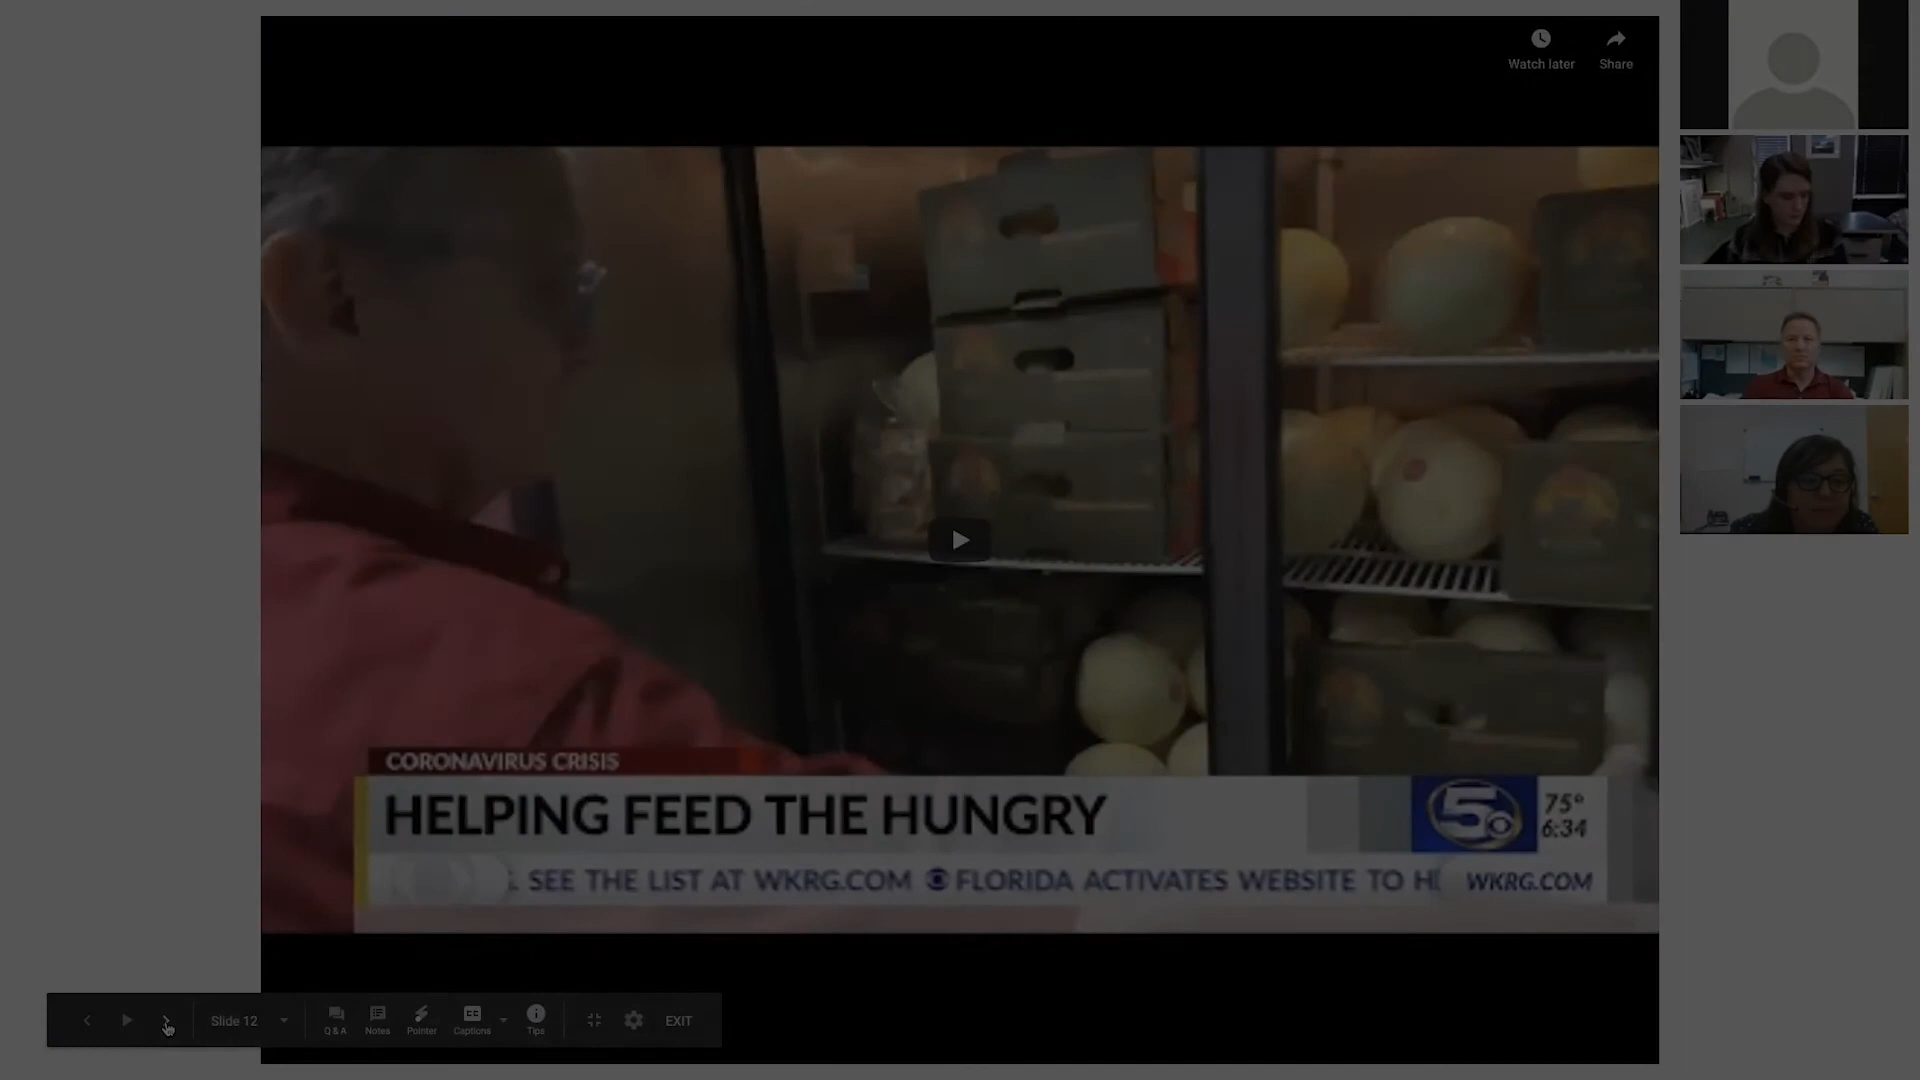 Watch later
Share
CORONAVIRUS CRISIS
HELPING FEED THE HUNGRY
5
75°
6:34
. SEE THE LIST AT WKRG.COM FLORIDA ACTIVATES WEBSITE TO
WKRG.COM
Slide 12
Q & A
Notes
Pointer
CC
Captions
Tips
EXIT